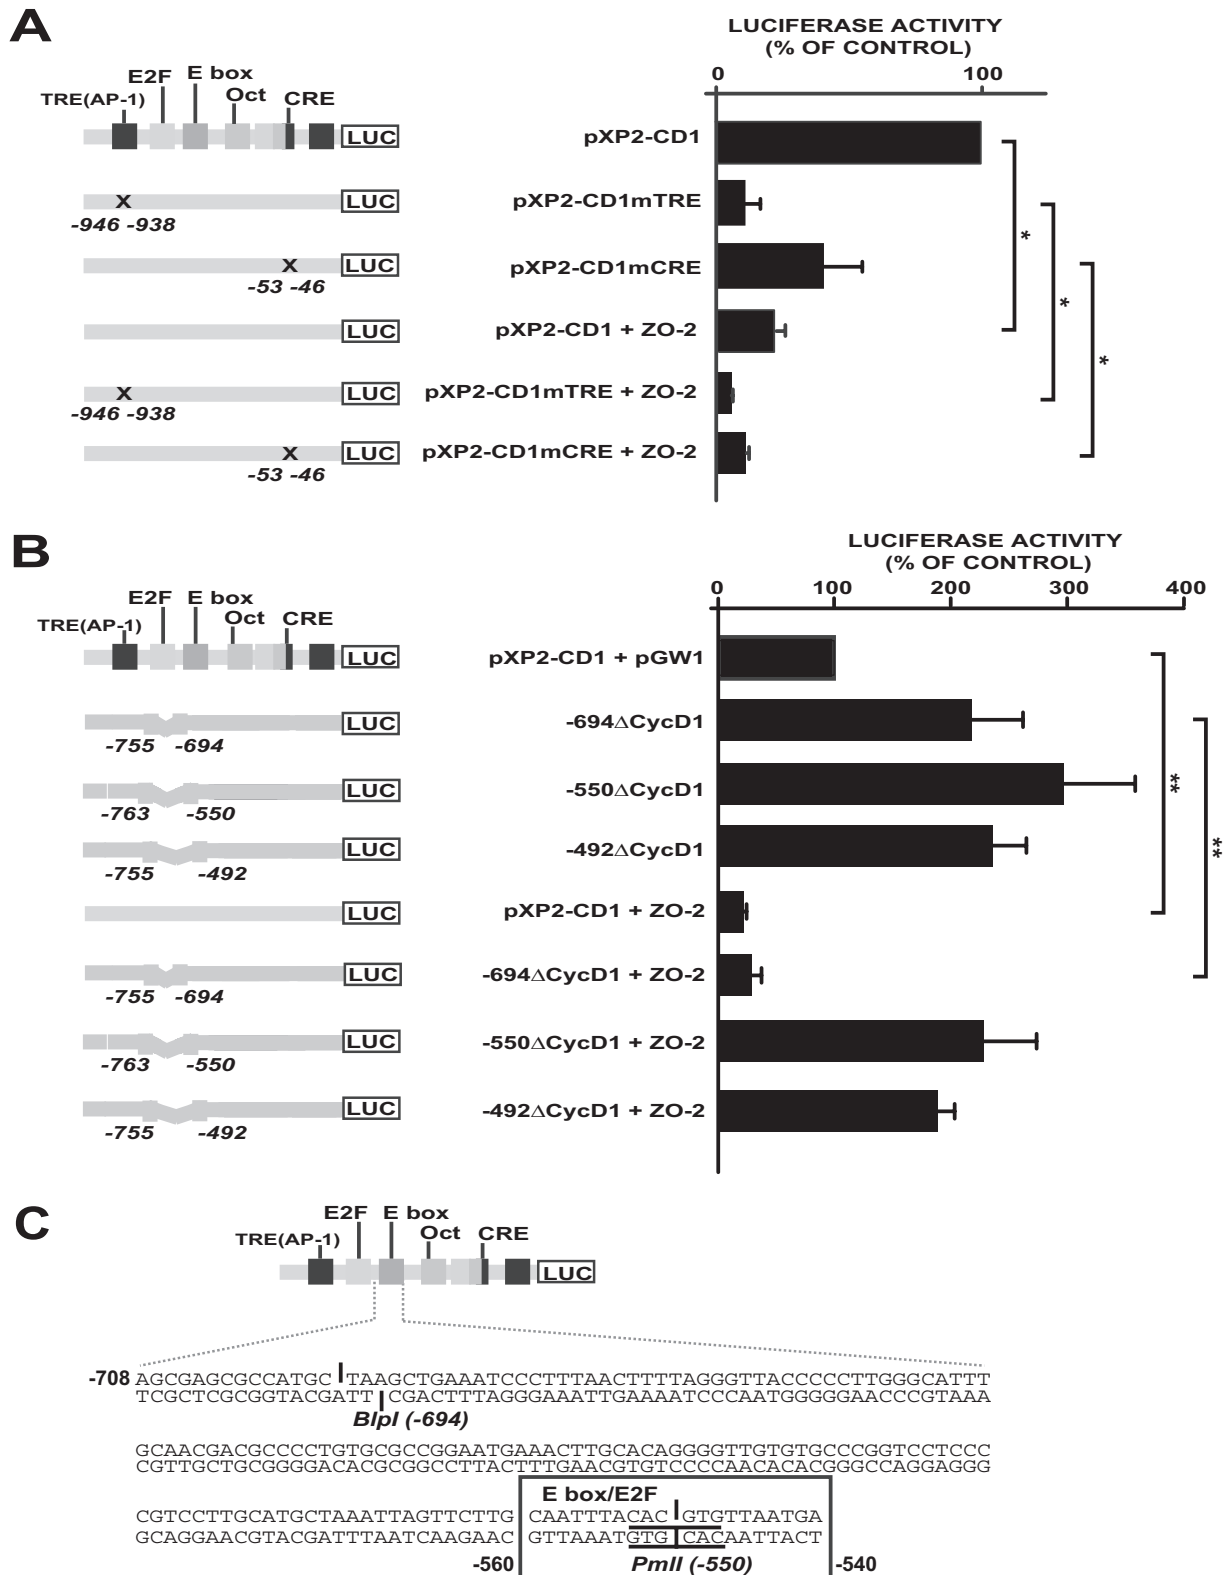 A
LUCIFERASE ACTIVITY
(% OF CONTROL)
0 100
E2F E box
TRE(AP-1) Oct CRE
LUC pXP2-CD1
X LUC pXP2-CD1mTRE
-946 -938
X LUC pXP2-CD1mCRE
-53 -46
LUC pXP2-CD1 + ZO-2
X LUC pXP2-CD1mTRE + ZO-2
-946 -938
X LUC pXP2-CD1mCRE + ZO-2
-53 -46
*
*
*
B
LUCIFERASE ACTIVITY
(% OF CONTROL)
0 100 200 300 400
E2F E box
TRE(AP-1) Oct CRE
LUC pXP2-CD1 + pGW1
LUC -694ΔCycD1
-755 -694
LUC -550ΔCycD1
-763 -550
LUC -492ΔCycD1
-755 -492
LUC pXP2-CD1 + ZO-2
LUC -694ΔCycD1 + ZO-2
-755 -694
LUC -550ΔCycD1 + ZO-2
-763 -550
LUC -492ΔCycD1 + ZO-2
-755 -492
**
**
C
E2F E box
TRE(AP-1) Oct CRE
LUC
-708 AGCGAGCGCCATGC TAAGCTGAAATCCCTTTAACTTTTAGGGTTACCCCCTTGGGCATTT
TCGCTCGCGGTACGATT CGACTTTAGGGAAATTGAAAATCCCAATGGGGGAACCCGTAAA
BlpI (-694)
GCAACGACGCCCCTGTGCGCCGGAATGAAACTTGCACAGGGGTTGTGTGCCCGGTCCTCCC
CGTTGCTGCGGGGACACGCGGCCTTACTTTGAACGTGTCCCCAACACACGGGCCAGGAGGG
E box/E2F
CGTCCTTGCATGCTAAATTAGTTCTTG CAATTTACAC GTGTTAATGA
GCAGGAACGTACGATTTAATCAAGAAC GTTAAATGTG CACAATTACT
-560 PmlI (-550) -540